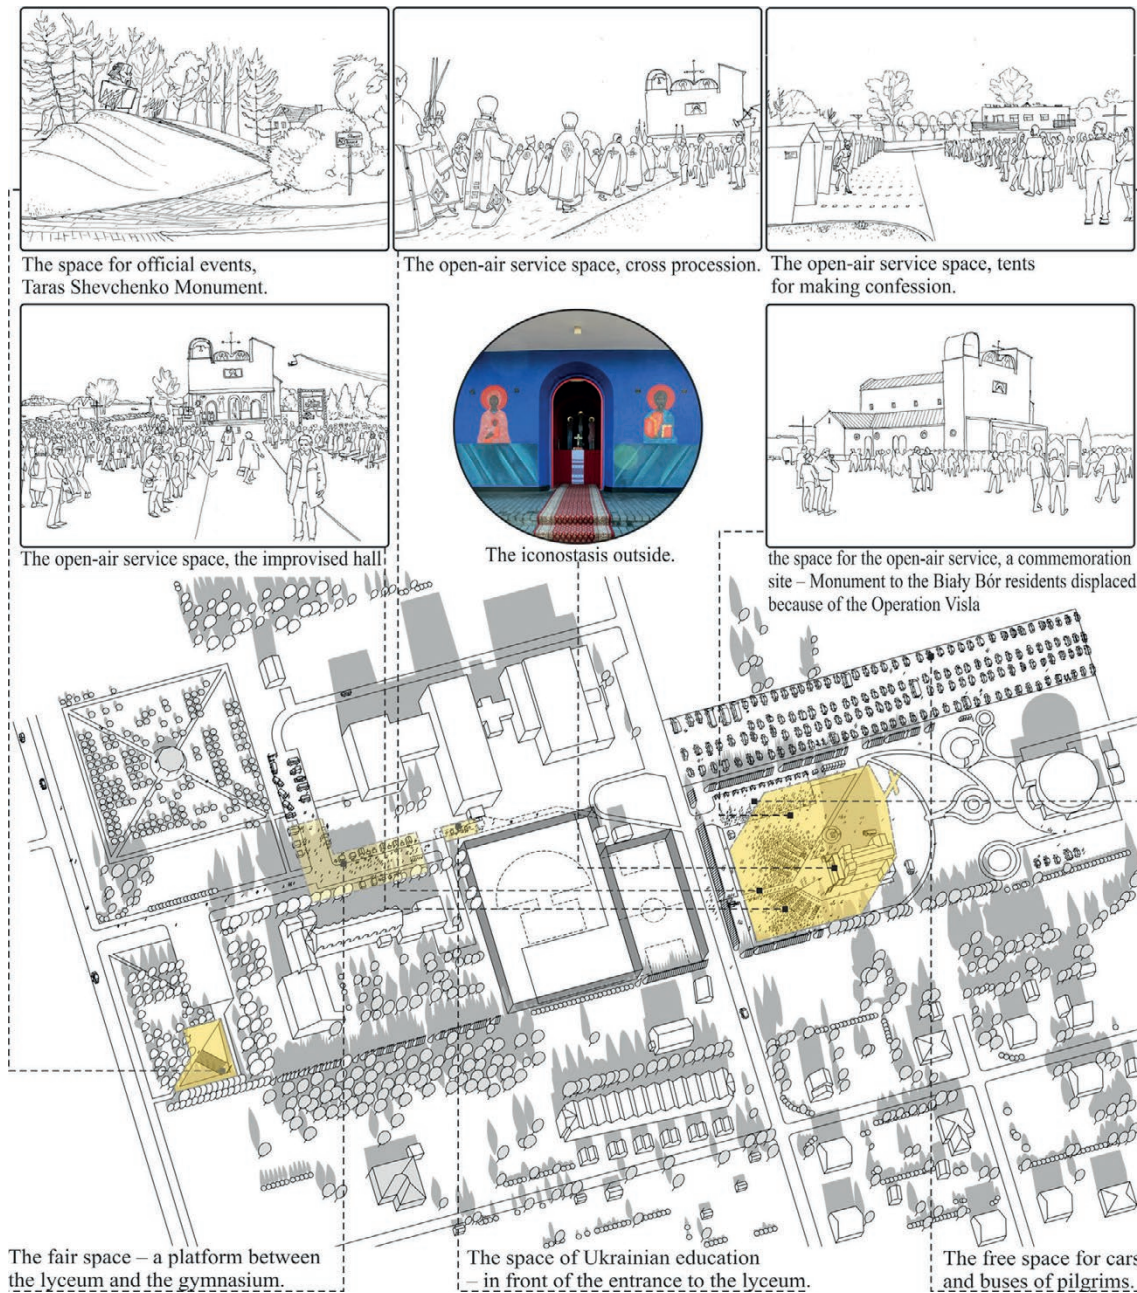 The space for official events,
Taras Shevchenko Monument.
The open-air service space, cross procession.
The open-air service space, tents
for making confession.
The open-air service space, the improvised hall
The iconostasis outside.
the space for the open-air service, a commemoration
site – Monument to the Biały Bór residents displaced
because of the Operation Visla
The fair space – a platform between
the lyceum and the gymnasium.
The space of Ukrainian education
– in front of the entrance to the lyceum.
The free space for cars
and buses of pilgrims.